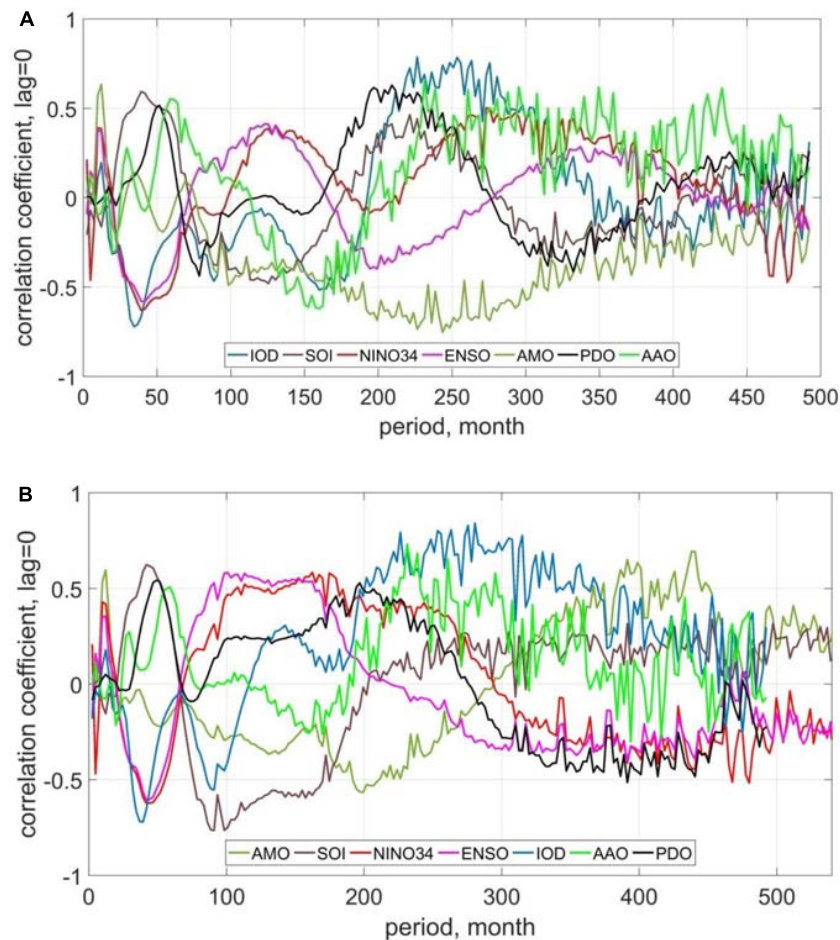 A
correlation coefficient, lag=0
1
0.5
0
-0.5
-1
IOD SOI NINO34 ENSO AMO PDO AAO
0 50 100 150 200 250 300 350 400 450 500
period, month
B
correlation coefficient, lag=0
1
0.5
0
-0.5
-1
AMO SOI NINO34 ENSO IOD AAO PDO
0 100 200 300 400 500
period, month